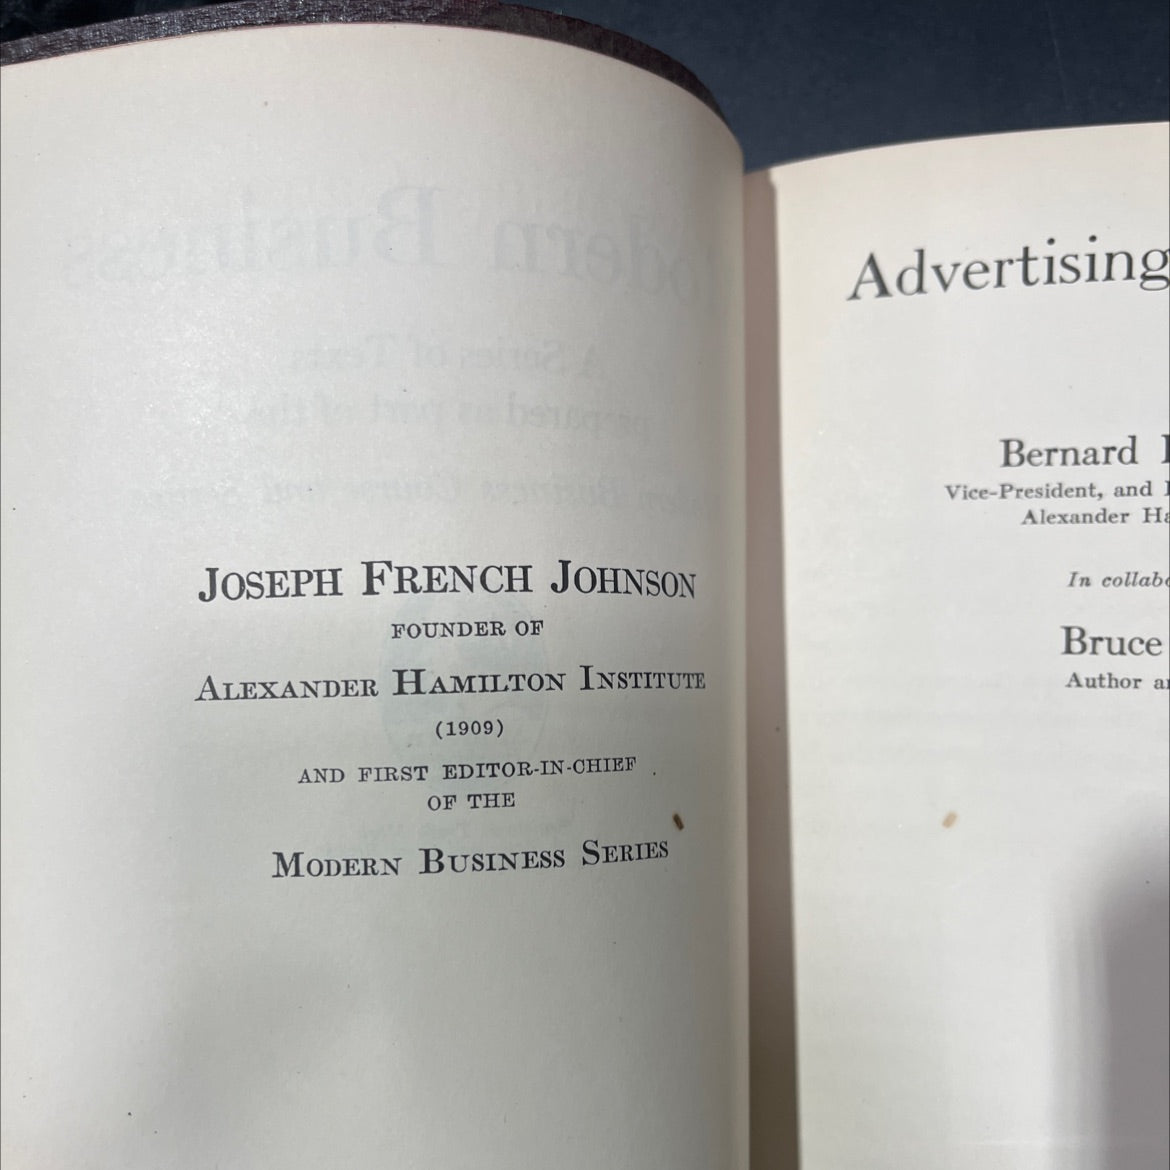 JOSEPH FRENCH JOHNSON
FOUNDER OF
ALEXANDER HAMILTON INSTITUTE
(1909)
AND FIRST EDITOR-IN-CHIEF
OF THE
MODERN BUSINESS SERIES
Advertising
Bernard
Vice-President, and
Alexander
In
Bruce
Author